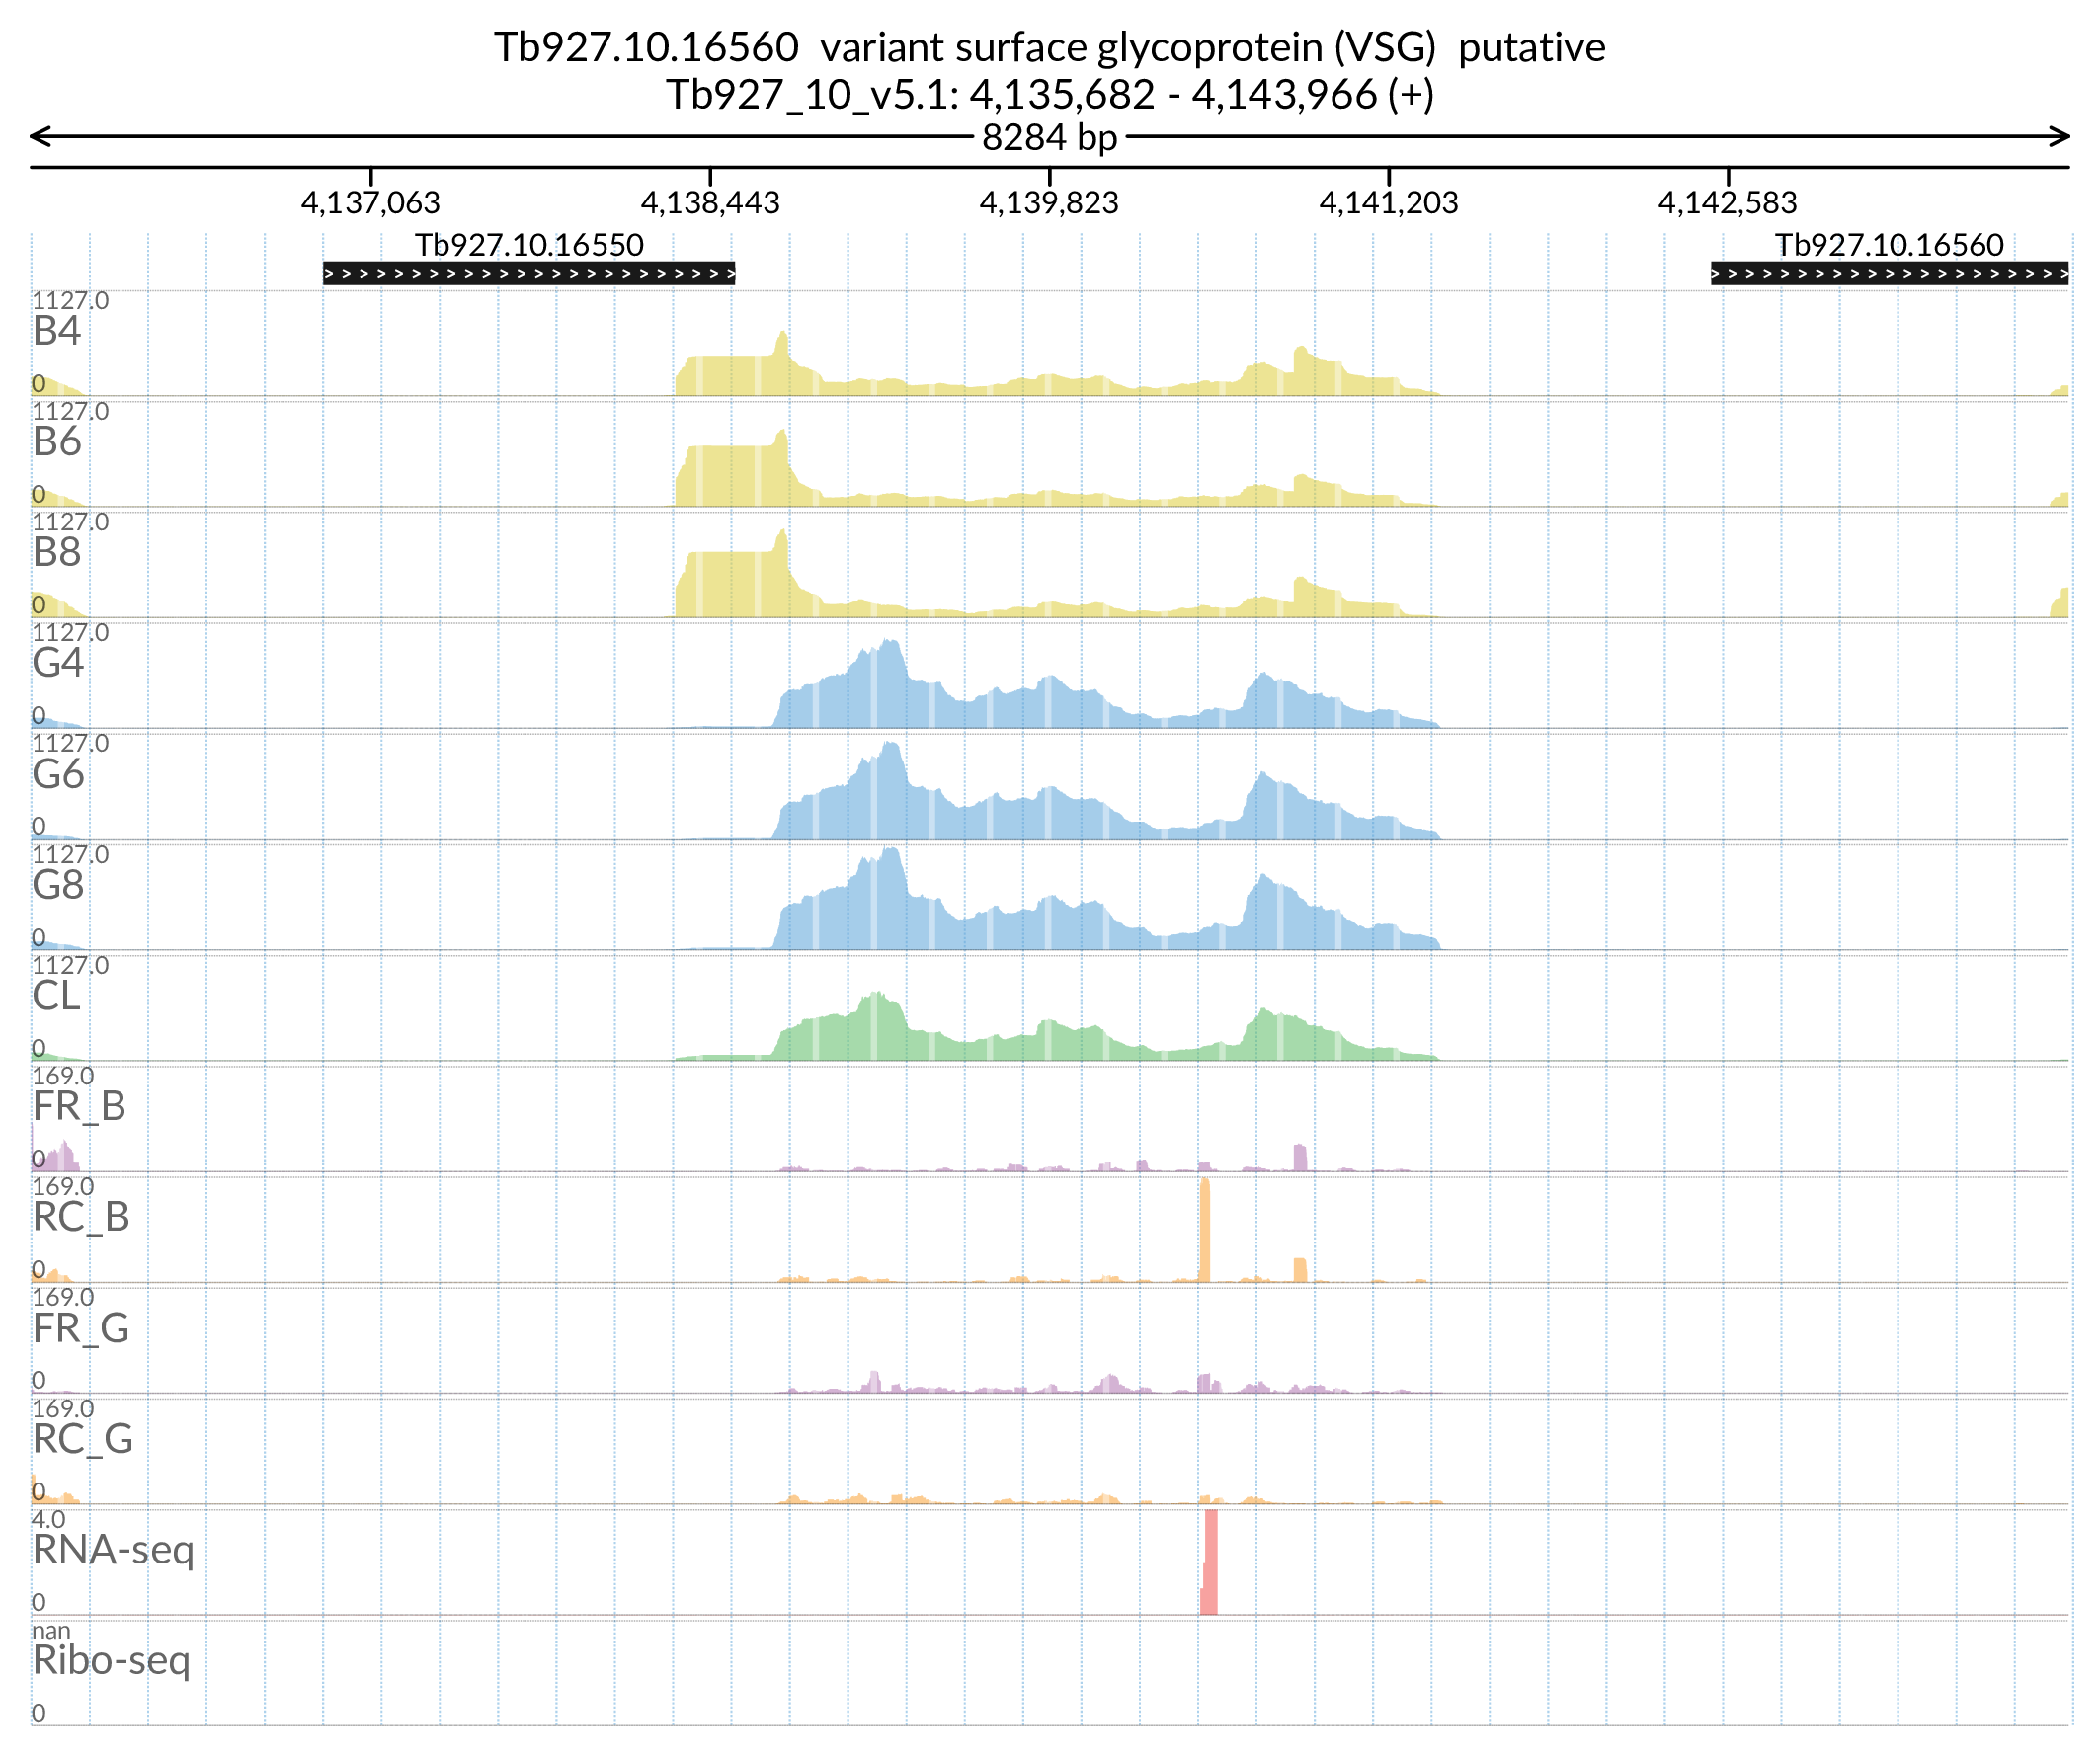 Tb927.10.16560  variant surface glycoprotein (VSG)  putative
Tb927_10_v5.1: 4,135,682 - 4,143,966 (+)
8284 bp
4,137,063 4,138,443 4,139,823 4,141,203 4,142,583
Tb927.10.16550 Tb927.10.16560
1127.0
B4
0
1127.0
B6
0
1127.0
B8
0
1127.0
G4
0
1127.0
G6
0
1127.0
G8
0
1127.0
CL
0
169.0
FR_B
0
169.0
RC_B
0
169.0
FR_G
0
169.0
RC_G
0
4.0
RNA-seq
0
nan
Ribo-seq
0